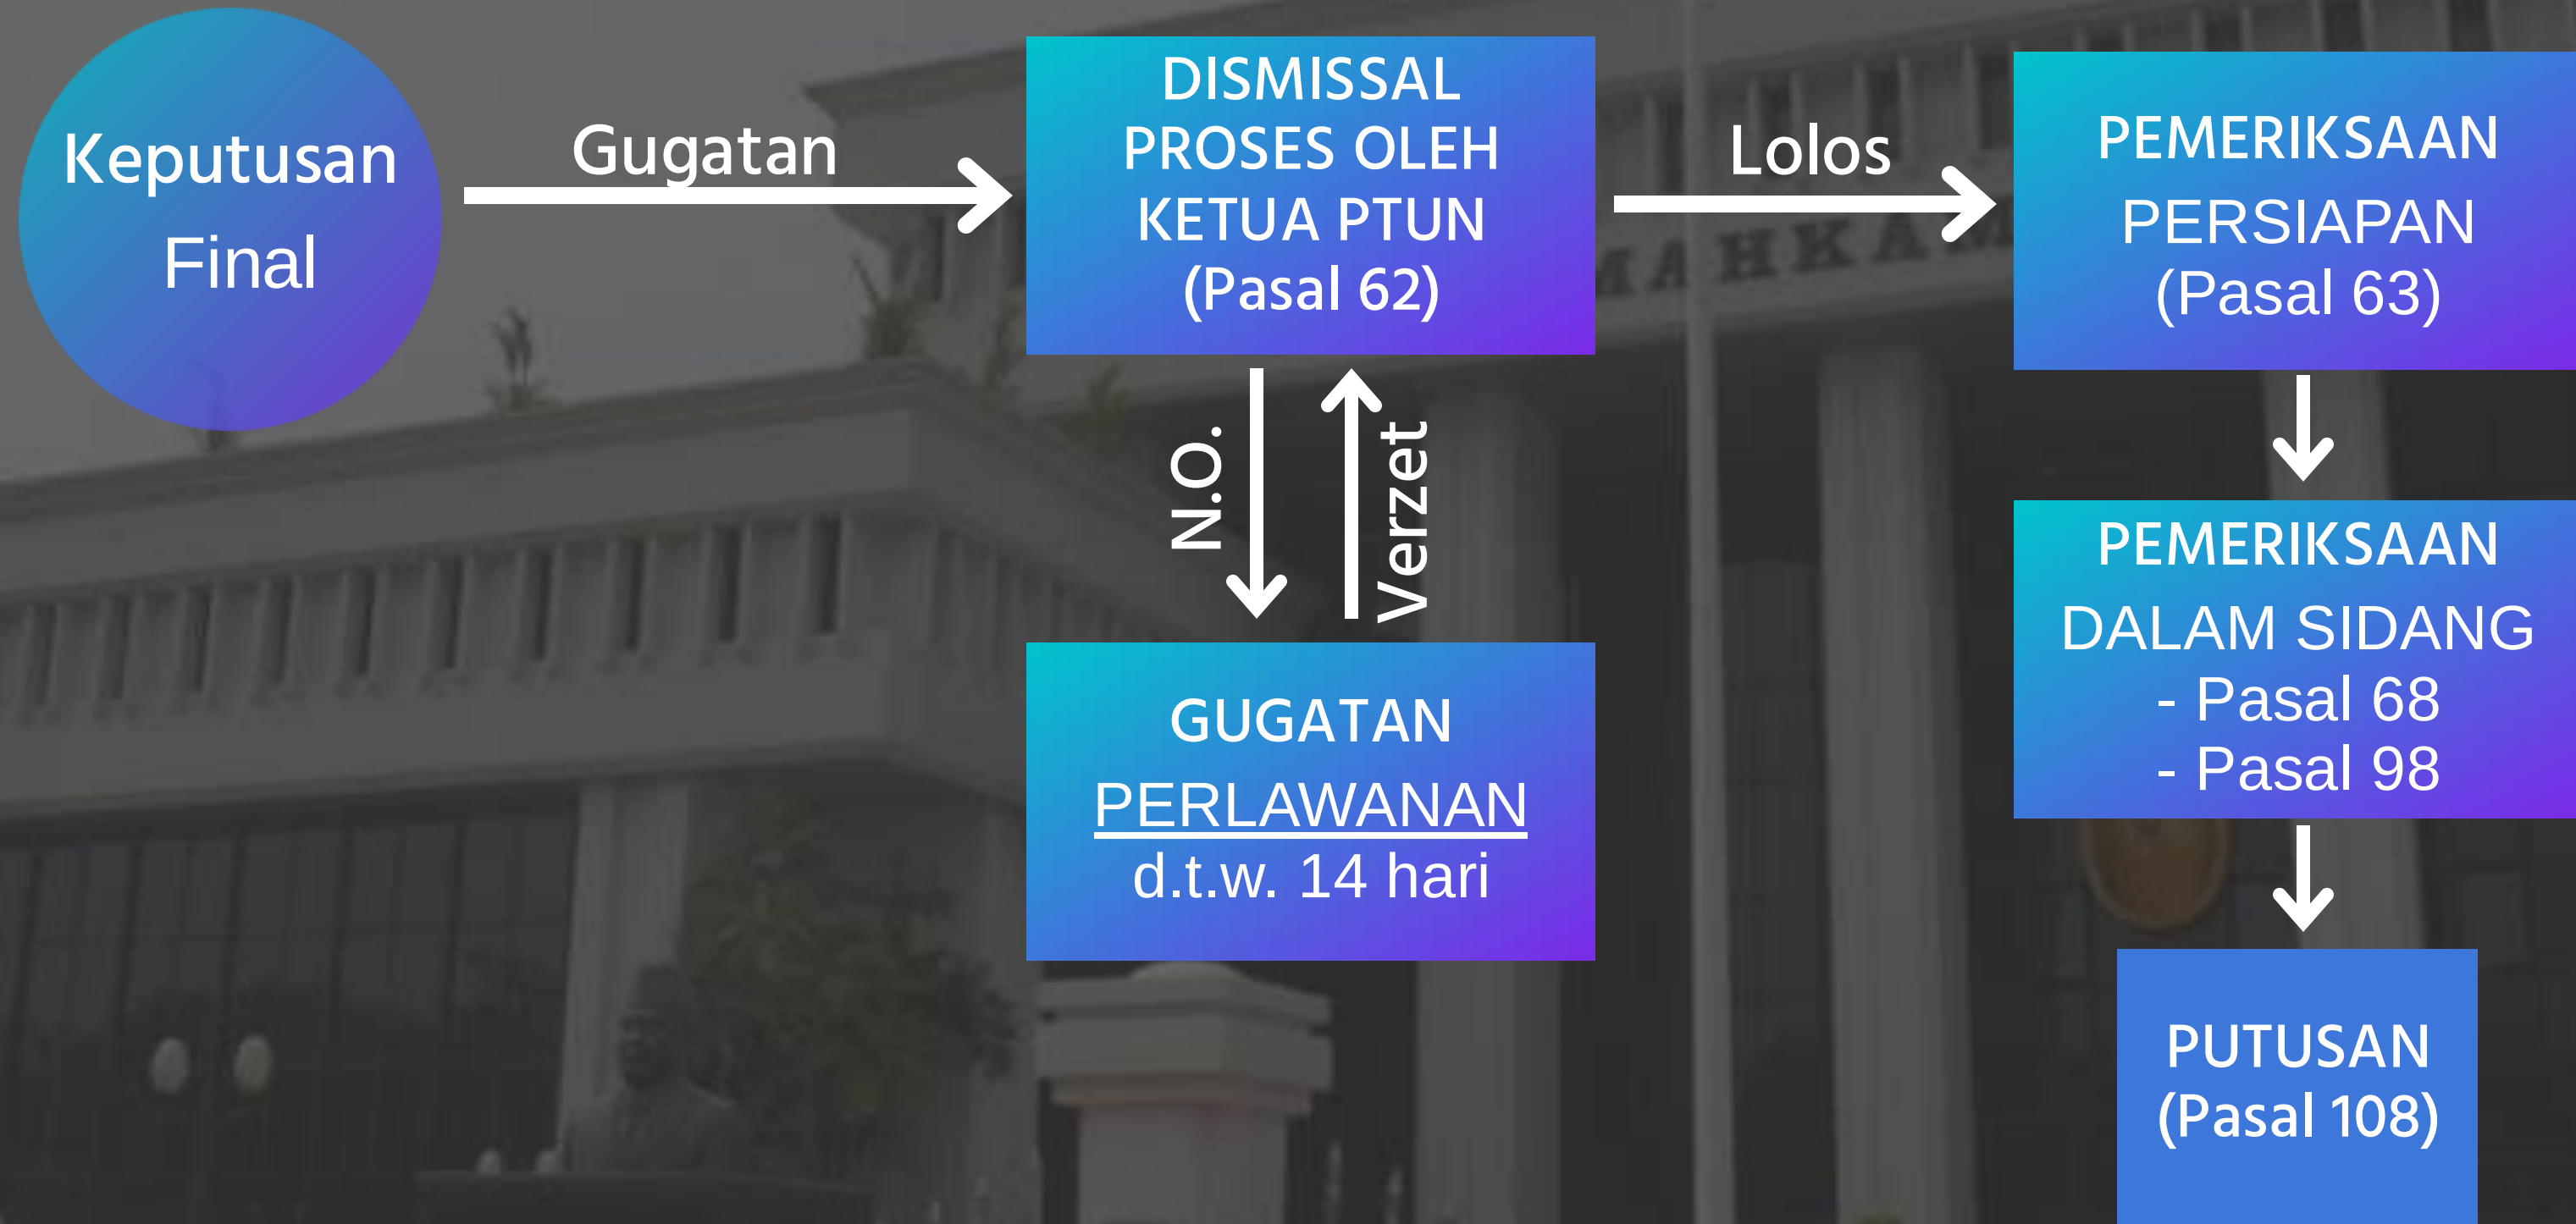 Keputusan
Final
Gugatan
DISMISSAL
PROSES OLEH
KETUA PTUN
(Pasal 62)
Lolos
PEMERIKSAAN
PERSIAPAN
(Pasal 63)
N.O.
Verzet
GUGATAN
PERLAWANAN
d.t.w. 14 hari
PEMERIKSAAN
DALAM SIDANG
- Pasal 68
- Pasal 98
PUTUSAN
(Pasal 108)